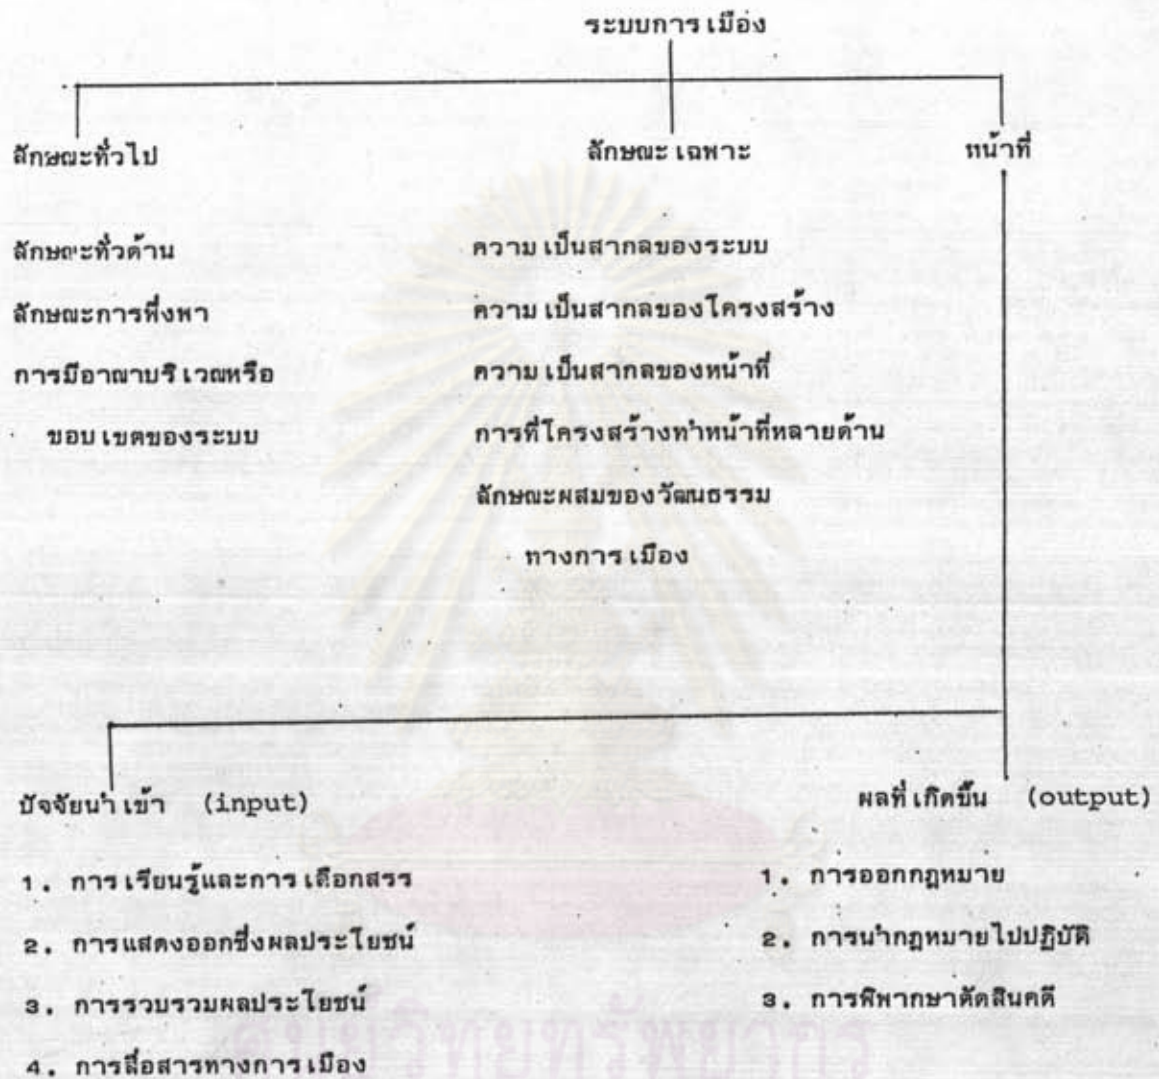 ระบบการเมือง
ลักษณะทั่วไป ลักษณะเฉพาะ หน้าที่
ลักษณะทั่วด้าน ความเป็นสากลของระบบ
ลักษณะการพึ่งพา ความเป็นสากลของโครงสร้าง
การมีอาณาบริเวณหรือ ความเป็นสากลของหน้าที่
ขอบเขตของระบบ การที่โครงสร้างทำหน้าที่หลายด้าน
ลักษณะผสมของวัฒนธรรม
ทางการเมือง
ปัจจัยนำเข้า (input) ผลที่เกิดขึ้น (output)
1. การเรียนรู้และการเลือกสรร 1. การออกกฎหมาย
2. การแสดงออกซึ่งผลประโยชน์ 2. การนำกฎหมายไปปฏิบัติ
3. การรวบรวมผลประโยชน์ 3. การพิพากษาตัดสินคดี
ศูนย์วิทยทรัพยากร
4. การสื่อสารทางการเมือง